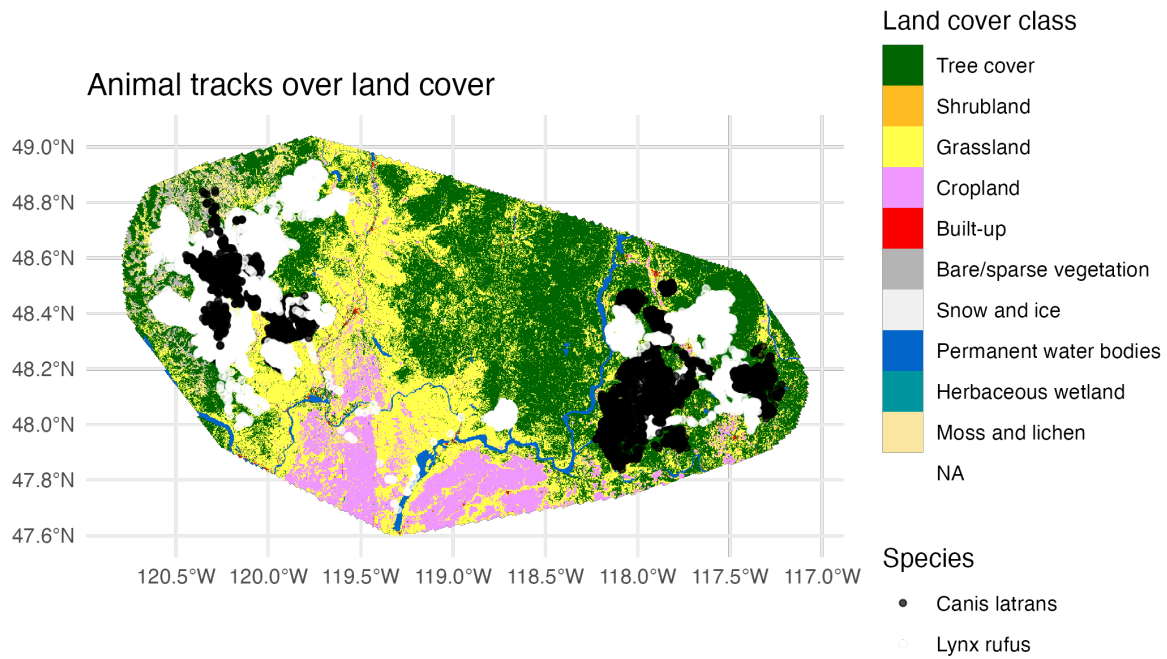 Animal tracks over land cover
49.0°N
48.8°N
48.6°N
48.4°N
48.2°N
48.0°N
47.8°N
47.6°N
120.5°W 120.0°W 119.5°W 119.0°W 118.5°W 118.0°W 117.5°W 117.0°W
Land cover class
Tree cover
Shrubland
Grassland
Cropland
Built-up
Bare/sparse vegetation
Snow and ice
Permanent water bodies
Herbaceous wetland
Moss and lichen
NA
Species
Canis latrans
Lynx rufus